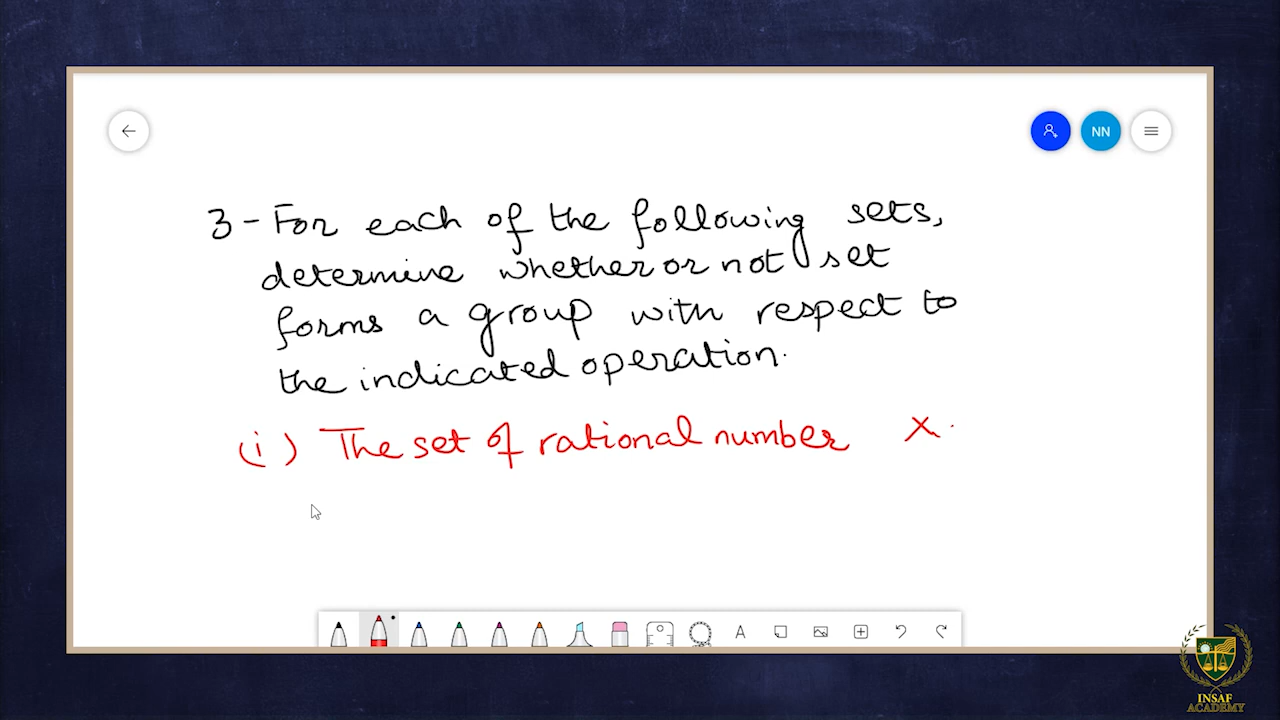 NN
3 - For each of the following sets,
determine whether or not set
forms a group with respect to
the indicated operation.
(i) The set of rational number ×.
A
INSAF
ACADEMY